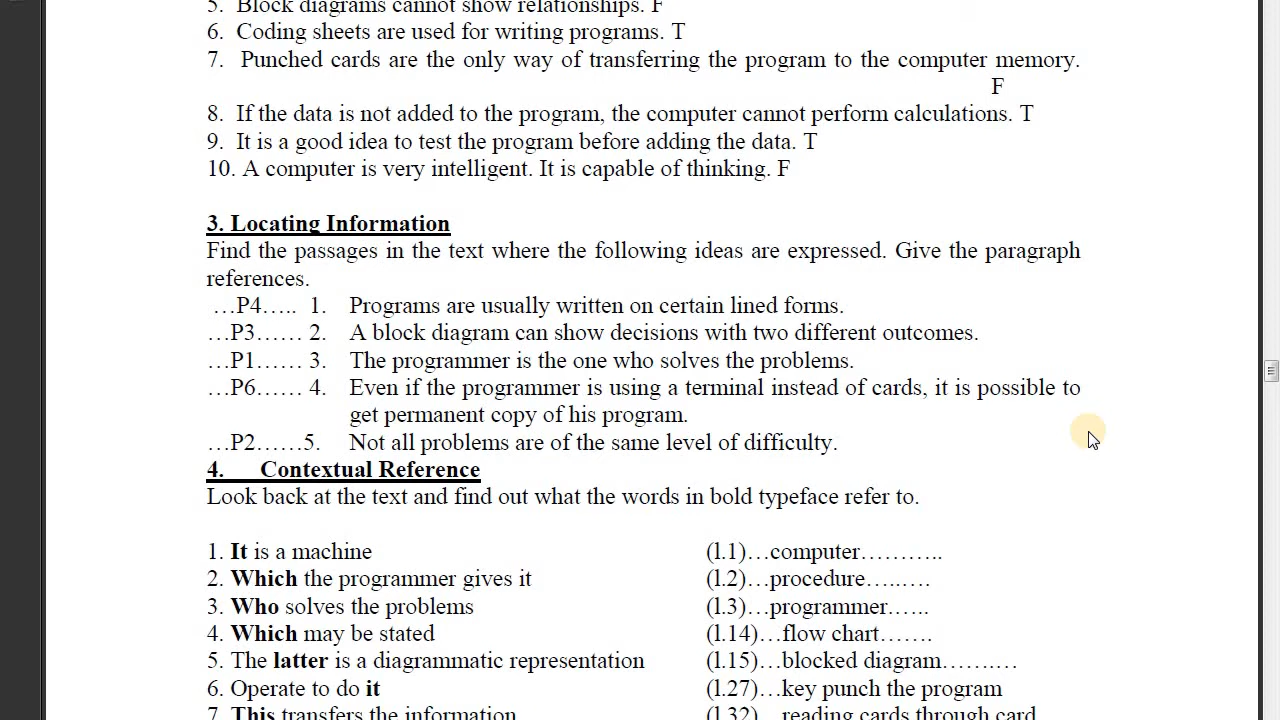 5. Block diagrams cannot show relationships. F
6. Coding sheets are used for writing programs. T
7. Punched cards are the only way of transferring the program to the computer memory.
F
8. If the data is not added to the program, the computer cannot perform calculations. T
9. It is a good idea to test the program before adding the data. T
10. A computer is very intelligent. It is capable of thinking. F
3. Locating Information
Find the passages in the text where the following ideas are expressed. Give the paragraph
references.
…P4….. 1. Programs are usually written on certain lined forms.
…P3…… 2. A block diagram can show decisions with two different outcomes.
…P1…… 3. The programmer is the one who solves the problems.
…P6…… 4. Even if the programmer is using a terminal instead of cards, it is possible to
get permanent copy of his program.
…P2……5. Not all problems are of the same level of difficulty.
4. Contextual Reference
Look back at the text and find out what the words in bold typeface refer to.
1. It is a machine (l.1)…computer………..
2. Which the programmer gives it (l.2)…procedure…..….
3. Who solves the problems (l.3)…programmer…...
4. Which may be stated (l.14)…flow chart…….
5. The latter is a diagrammatic representation (l.15)…blocked diagram…….…
6. Operate to do it (l.27)…key punch the program
7. This transfers the information (l.32)…reading cards through card